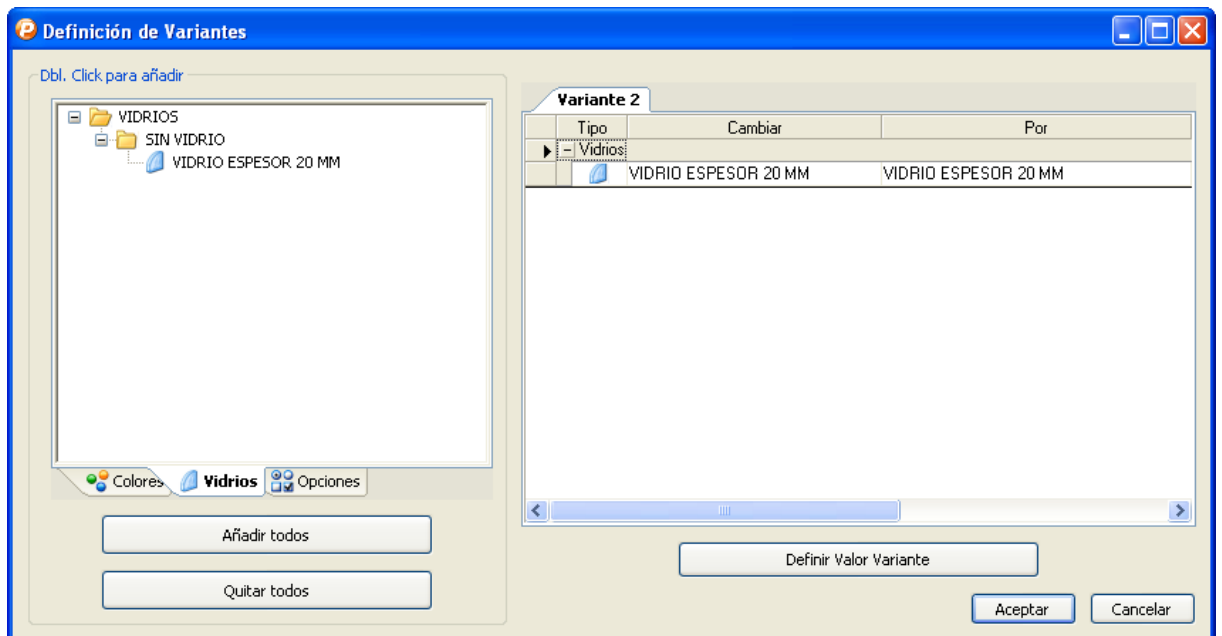 Definición de Variantes
Dbl. Click para añadir
VIDRIOS
SIN VIDRIO
VIDRIO ESPESOR 20 MM
Colores Vidrios Opciones
Añadir todos
Quitar todos
Variante 2
Tipo Cambiar Por
Vidrios
VIDRIO ESPESOR 20 MM VIDRIO ESPESOR 20 MM
Definir Valor Variante
Aceptar Cancelar